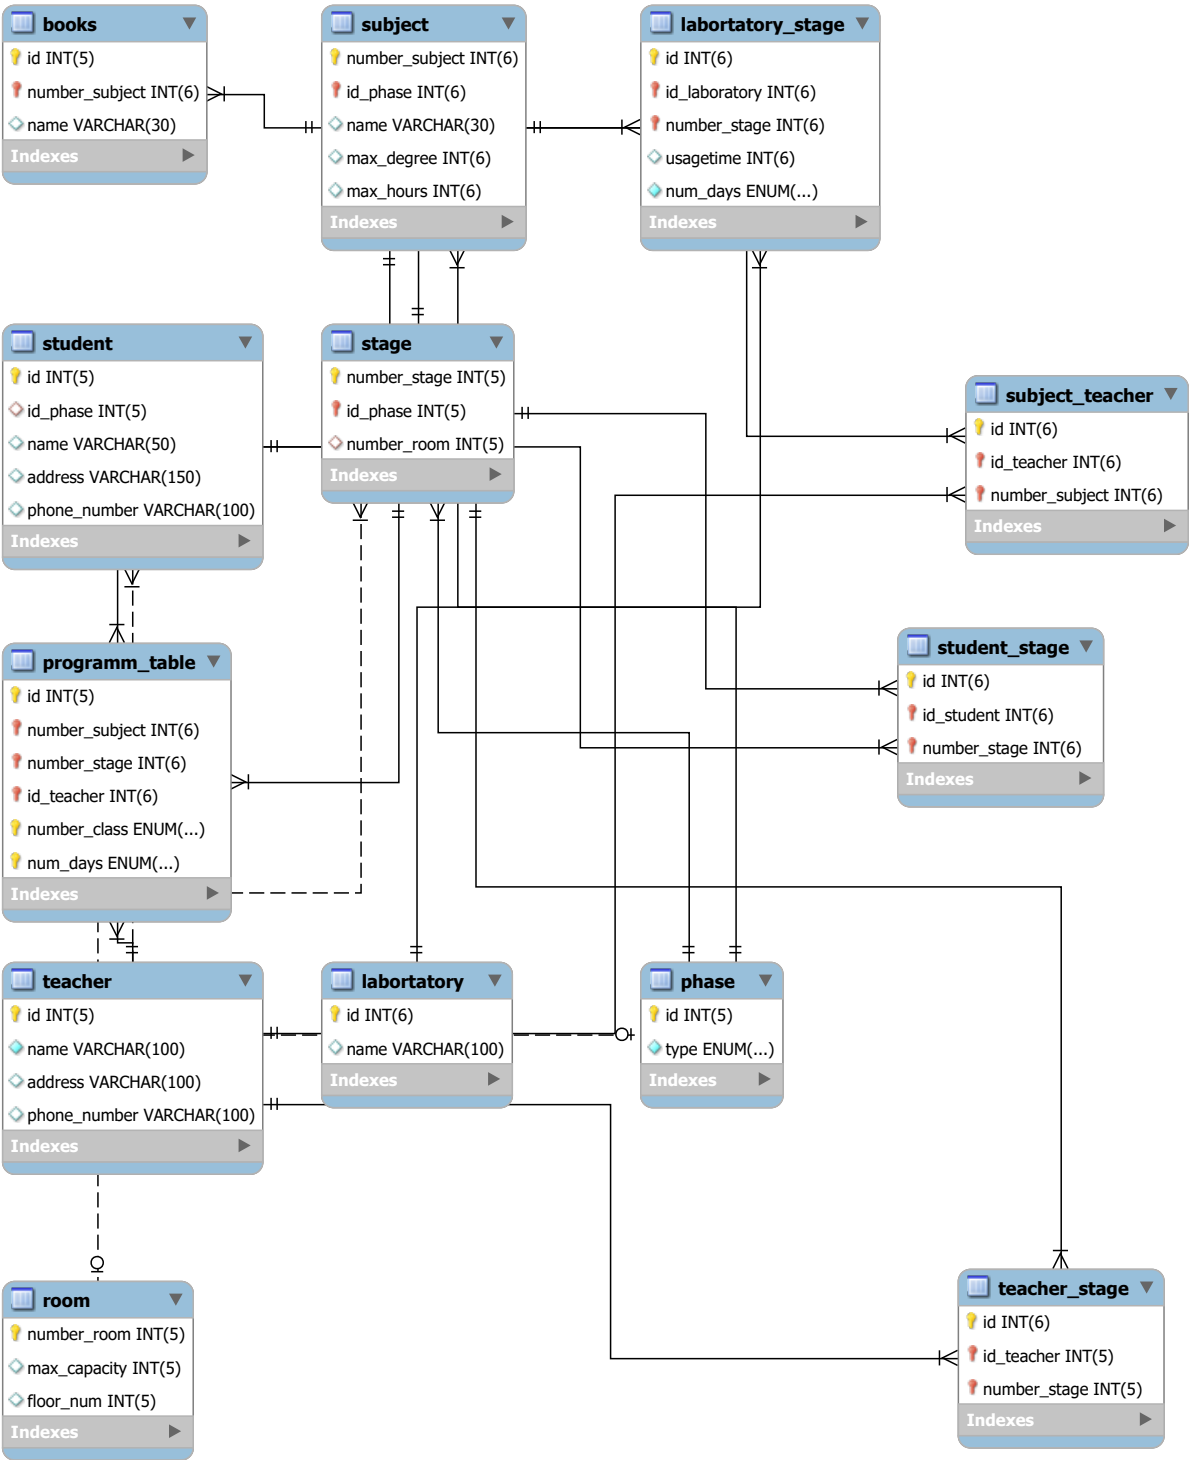 books
id INT(5)
number_subject INT(6)
name VARCHAR(30)
Indexes
subject
number_subject INT(6)
id_phase INT(6)
name VARCHAR(30)
max_degree INT(6)
max_hours INT(6)
Indexes
labortatory_stage
id INT(6)
id_laboratory INT(6)
number_stage INT(6)
usagetime INT(6)
num_days ENUM(...)
Indexes
student
id INT(5)
id_phase INT(5)
name VARCHAR(50)
address VARCHAR(150)
phone_number VARCHAR(100)
Indexes
stage
number_stage INT(5)
id_phase INT(5)
number_room INT(5)
Indexes
subject_teacher
id INT(6)
id_teacher INT(6)
number_subject INT(6)
Indexes
student_stage
id INT(6)
id_student INT(6)
number_stage INT(6)
Indexes
programm_table
id INT(5)
number_subject INT(6)
number_stage INT(6)
id_teacher INT(6)
number_class ENUM(...)
num_days ENUM(...)
Indexes
teacher
id INT(5)
name VARCHAR(100)
address VARCHAR(100)
phone_number VARCHAR(100)
Indexes
labortatory
id INT(6)
name VARCHAR(100)
Indexes
phase
id INT(5)
type ENUM(...)
Indexes
room
number_room INT(5)
max_capacity INT(5)
floor_num INT(5)
Indexes
teacher_stage
id INT(6)
id_teacher INT(5)
number_stage INT(5)
Indexes